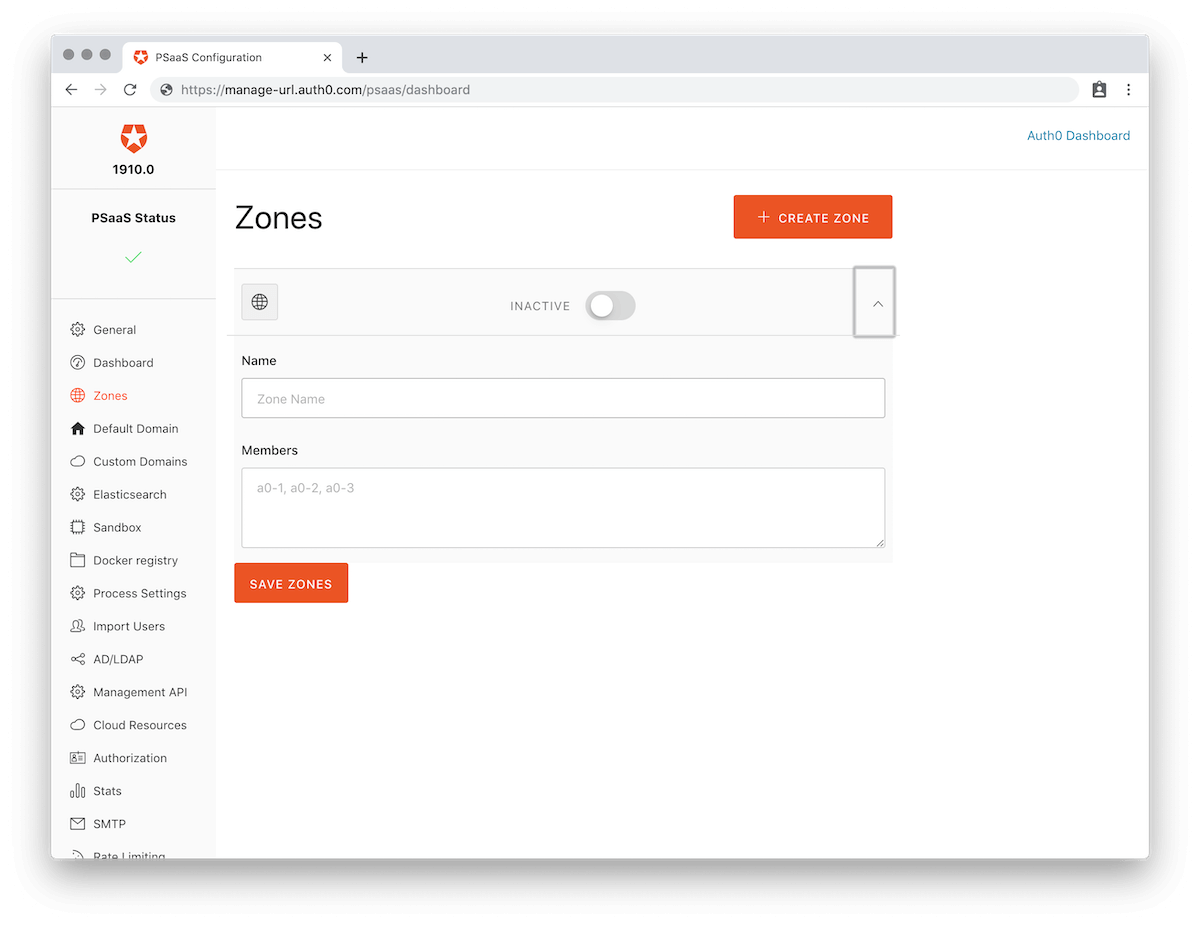 PSaaS Configuration
https://manage-url.auth0.com/psaas/dashboard
1910.0
Auth0 Dashboard
PSaaS Status
Zones
CREATE ZONE
INACTIVE
General
Dashboard
Zones
Default Domain
Custom Domains
Elasticsearch
Sandbox
Docker registry
Process Settings
Import Users
AD/LDAP
Management API
Cloud Resources
Authorization
Stats
SMTP
Rate Limiting
Name
Zone Name
Members
a0-1, a0-2, a0-3
SAVE ZONES